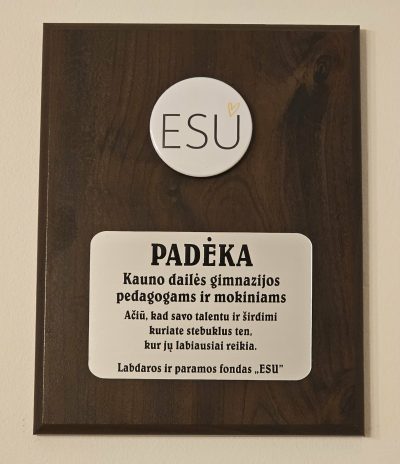 ESU
PADĖKA
Kauno dailės gimnazijos
pedagogams ir mokiniams
Ačiū, kad savo talentu ir širdimi
kuriate stebuklus ten,
kur jų labiausiai reikia.
Labdaros ir paramos fondas „ESU”